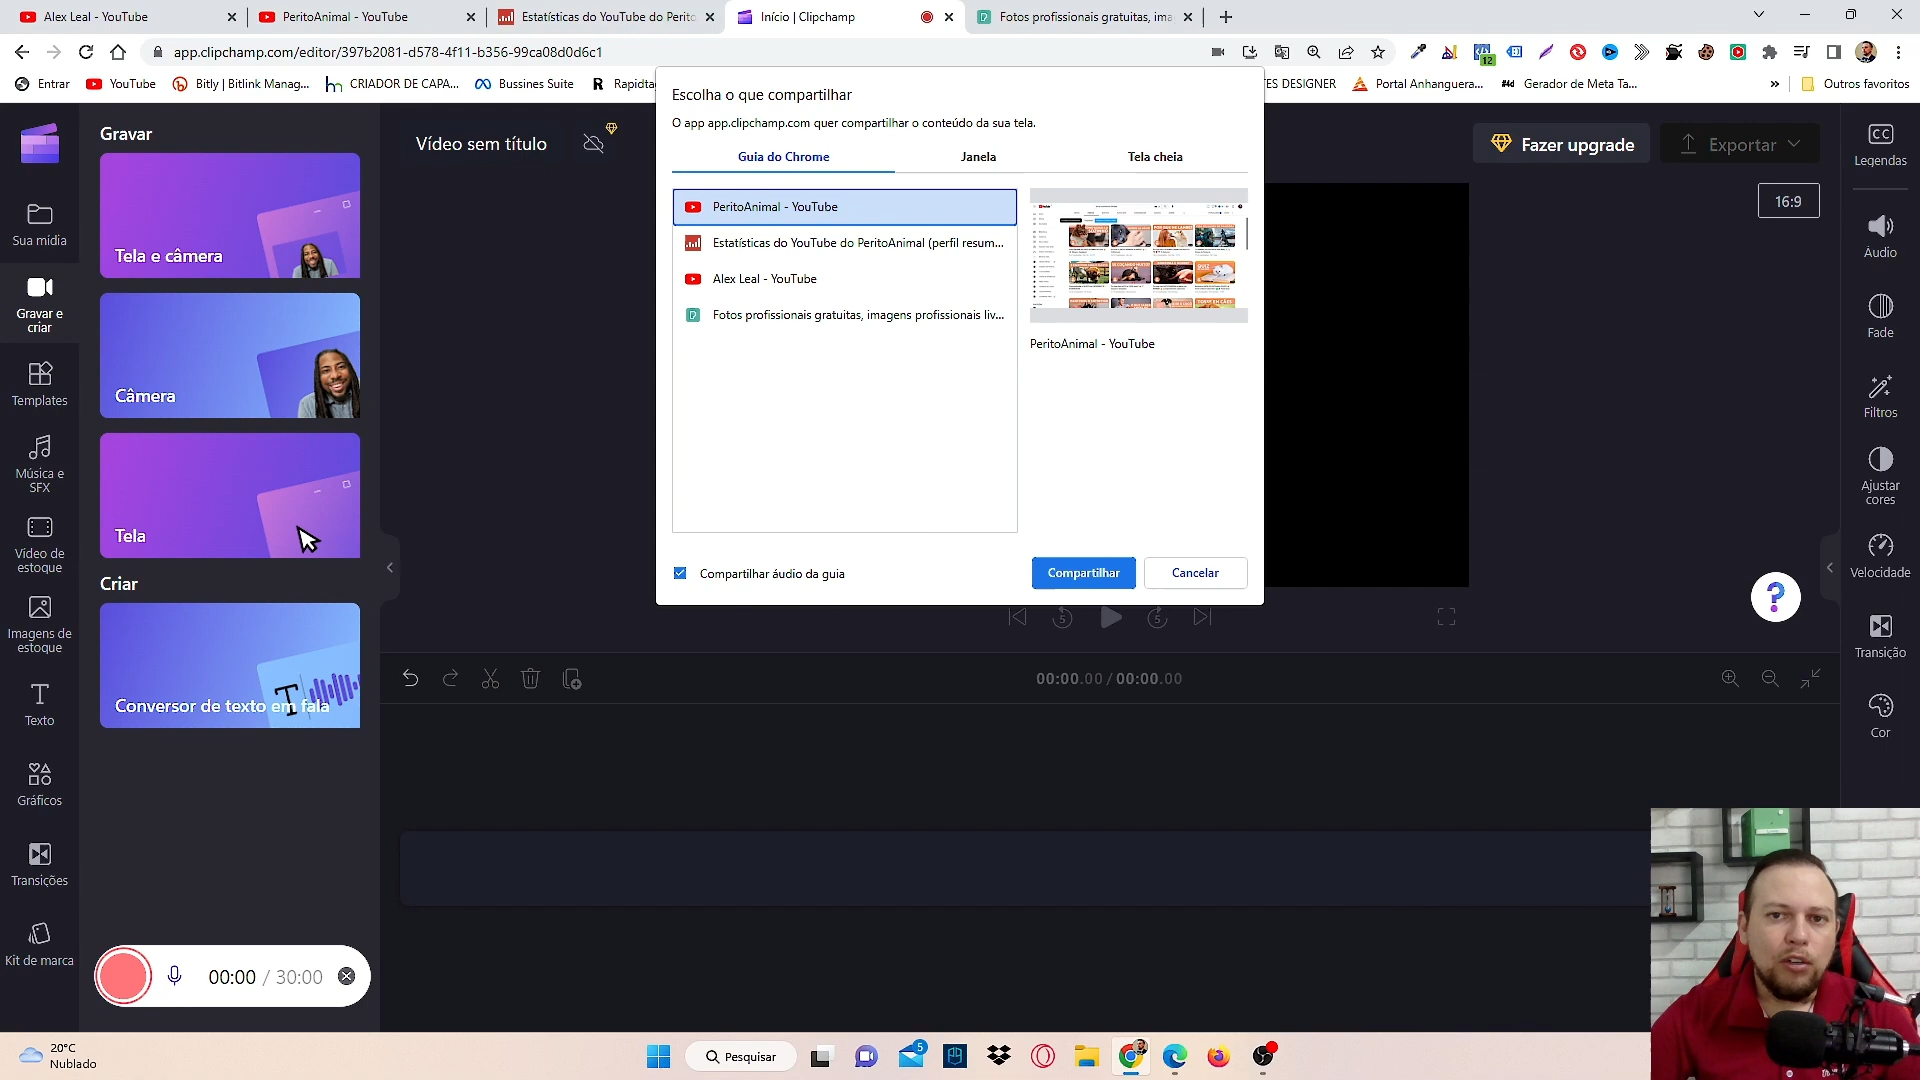 Alex Leal - YouTube
PeritoAnimal - YouTube
Estatísticas do YouTube do Perito
Início | Clipchamp
Fotos profissionais gratuitas, ima
app.clipchamp.com/editor/397b2081-d578-4f11-b356-99ca08d0d6c1
12
Entrar
YouTube
Bitly | Bitlink Manag...
CRIADOR DE CAPA...
Bussines Suite
Rapidta
ES DESIGNER
Portal Anhanguera...
Gerador de Meta Ta...
»
Outros favoritos
Escolha o que compartilhar
O app app.clipchamp.com quer compartilhar o conteúdo da sua tela.
Guia do Chrome
Janela
Tela cheia
PeritoAnimal - YouTube
Estatísticas do YouTube do PeritoAnimal (perfil resum...
Alex Leal - YouTube
Fotos profissionais gratuitas, imagens profissionais liv...
PeritoAnimal - YouTube
Compartilhar áudio da guia
Compartilhar
Cancelar
Sua mídia
Gravar e
criar
Templates
Música e
SFX
Vídeo de
estoque
Imagens de
estoque
Texto
Gráficos
Transições
Kit de marca
Gravar
Tela e câmera
Câmera
Tela
Criar
Conversor de texto em fala
T
00:00 / 30:00
Vídeo sem título
Fazer upgrade
Exportar
16:9
5
5
?
00:00.00 / 00:00.00
CC
Legendas
Áudio
Fade
Filtros
Ajustar
cores
Velocidade
Transição
Cor
20°C
Nublado
Pesquisar
5